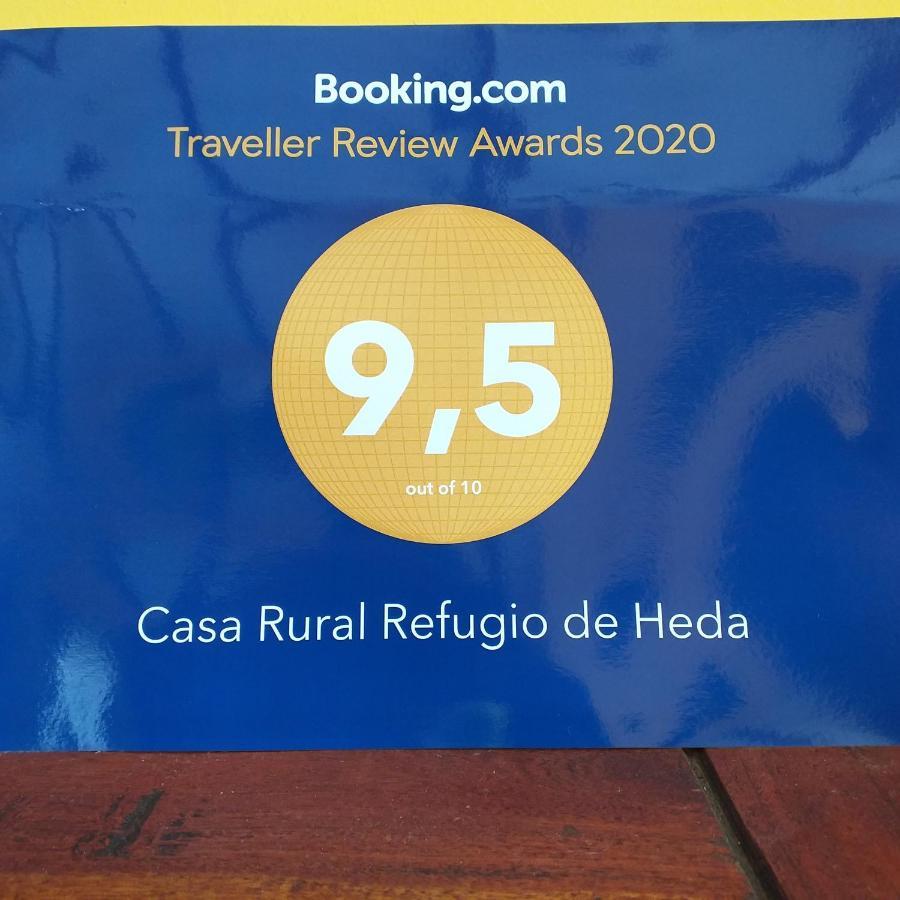 Booking.com
Traveller Review Awards 2020
9,5
out of 10
Casa Rural Refugio de Heda